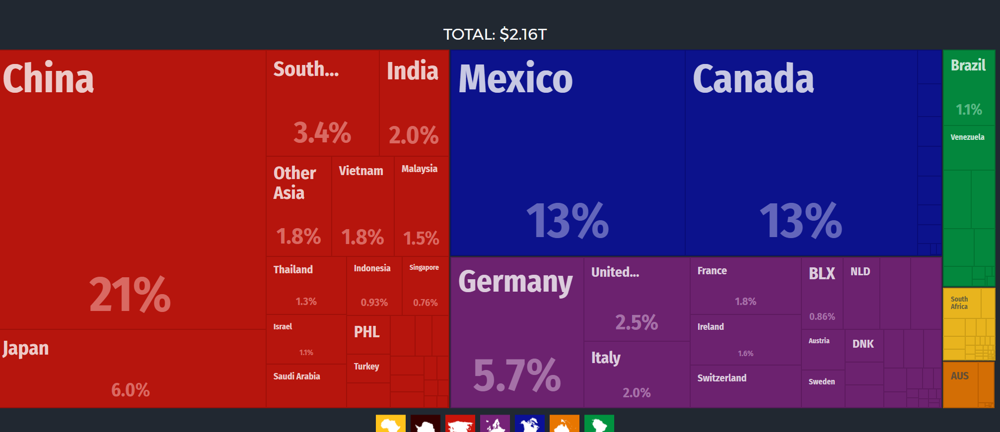 TOTAL: $2.16T
China
21%
Japan
6.0%
South...
3.4%
India
2.0%
Other
Asia
1.8%
Vietnam
1.8%
Malaysia
1.5%
Thailand
1.3%
Indonesia
0.93%
Singapore
0.76%
Israel
1.1%
Saudi Arabia
PHL
Turkey
Mexico
13%
Canada
13%
Germany
5.7%
United...
2.5%
Italy
2.0%
France
1.8%
Ireland
1.6%
Switzerland
BLX
0.86%
NLD
Austria
DNK
Sweden
Brazil
1.1%
Venezuela
South
Africa
AUS